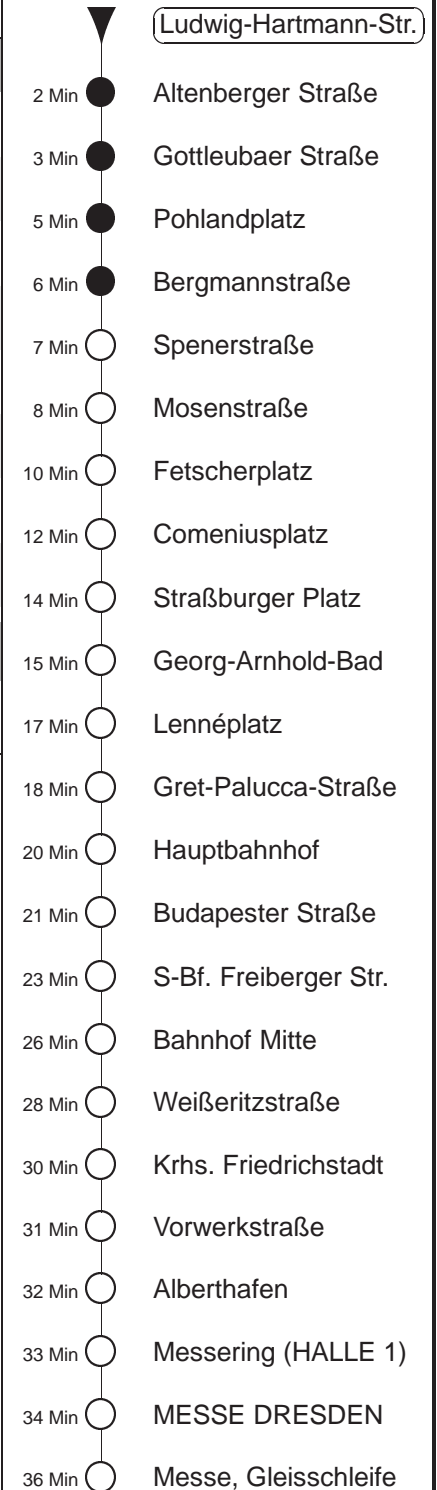 Ludwig-Hartmann-Str.
2 Min Altenberger Straße
3 Min Gottleubaer Straße
5 Min Pohlandplatz
6 Min Bergmannstraße
7 Min Spenerstraße
8 Min Mosenstraße
10 Min Fetscherplatz
12 Min Comeniusplatz
14 Min Straßburger Platz
15 Min Georg-Arnhold-Bad
17 Min Lennéplatz
18 Min Gret-Palucca-Straße
20 Min Hauptbahnhof
21 Min Budapester Straße
23 Min S-Bf. Freiberger Str.
26 Min Bahnhof Mitte
28 Min Weißeritzstraße
30 Min Krhs. Friedrichstadt
31 Min Vorwerkstraße
32 Min Alberthafen
33 Min Messering (HALLE 1)
34 Min MESSE DRESDEN
36 Min Messe, Gleisschleife